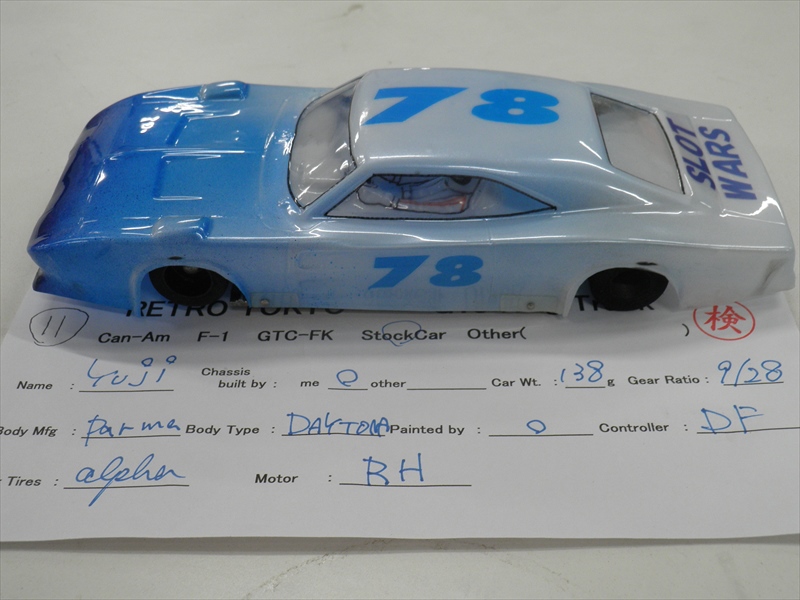 78
78
SLOT
WARS
11
RETRO TOKYO
Can-Am F-1 GTC-FK StockCar Other( ) 検
Name : Yuji Chassis built by : me o other Car Wt. : 138 g Gear Ratio : 9/28
Body Mfg : parma Body Type : DAYTONA Painted by : o Controller : DF
Tires : alpha Motor : RH